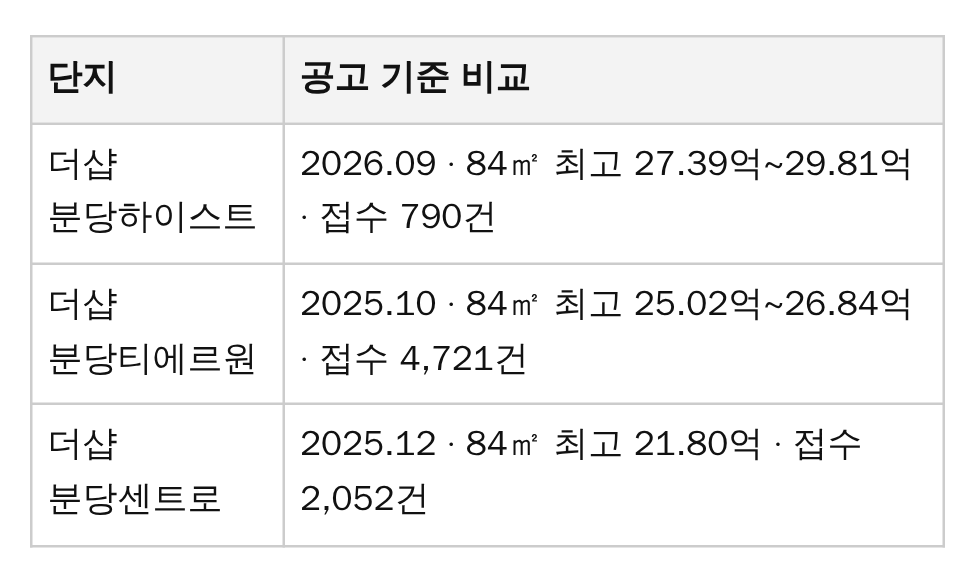 단지
공고 기준 비교
더샵
분당하이스트
2026.09 · 84㎡ 최고 27.39억~29.81억
· 접수 790건
더샵
분당티에르원
2025.10 · 84㎡ 최고 25.02억~26.84억
· 접수 4,721건
더샵
분당센트로
2025.12 · 84㎡ 최고 21.80억 · 접수
2,052건